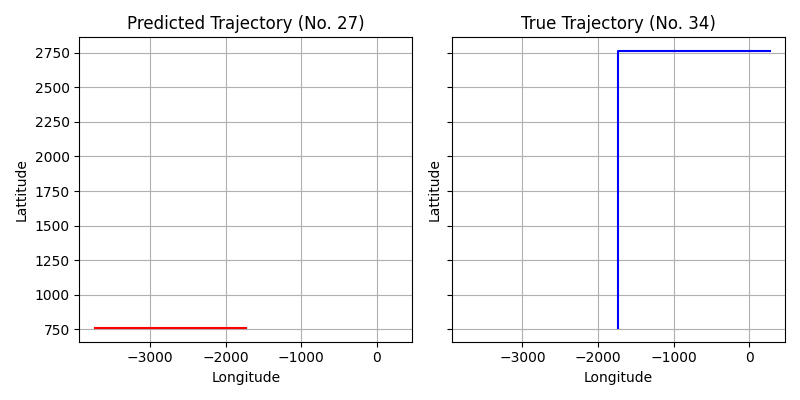 Predicted Trajectory (No. 27)
True Trajectory (No. 34)
2750
2500
2250
2000
1750
1500
1250
1000
750
Lattitude
Lattitude
−3000 −2000 −1000 0
−3000 −2000 −1000 0
Longitude
Longitude